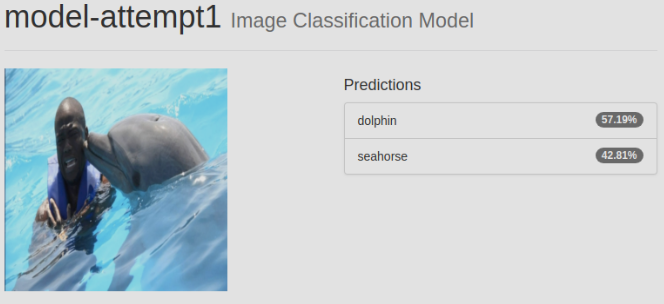 model-attempt1 Image Classification Model
Predictions
dolphin 57.19%
seahorse 42.81%